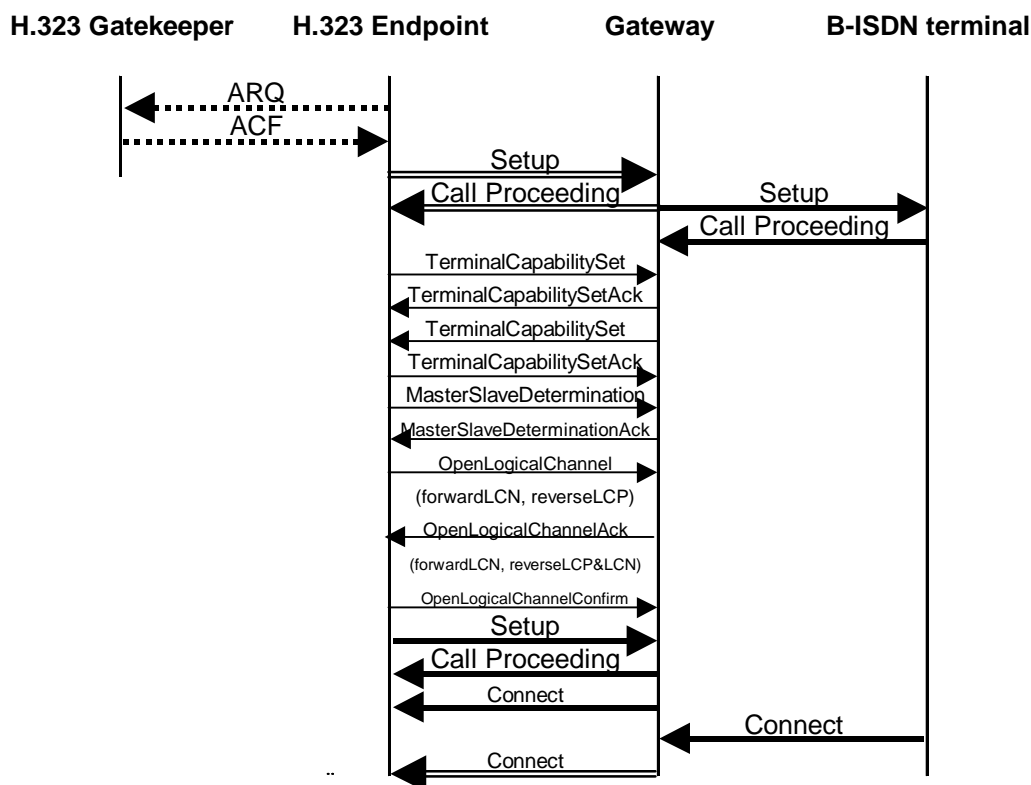 H.323 Gatekeeper H.323 Endpoint Gateway B-ISDN terminal
ARQ
ACF
Setup
Call Proceeding Setup
Call Proceeding
TerminalCapabilitySet
TerminalCapabilitySetAck
TerminalCapabilitySet
TerminalCapabilitySetAck
MasterSlaveDetermination
MasterSlaveDeterminationAck
OpenLogicalChannel
(forwardLCN, reverseLCP)
OpenLogicalChannelAck
(forwardLCN, reverseLCP&LCN)
OpenLogicalChannelConfirm
Setup
Call Proceeding
Connect
Connect
Connect